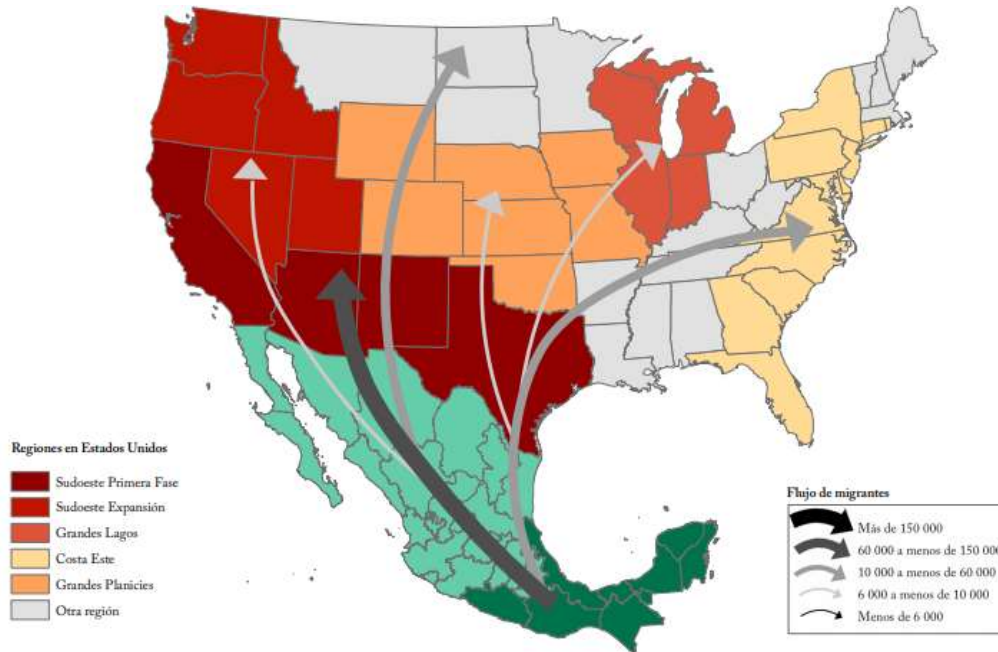 Regiones en Estados Unidos
Sudoeste Primera Fase
Sudoeste Expansión
Grandes Lagos
Costa Este
Grandes Planicies
Otra región
Flujo de migrantes
Más de 150 000
60 000 a menos de 150 000
10 000 a menos de 60 000
6 000 a menos de 10 000
Menos de 6 000